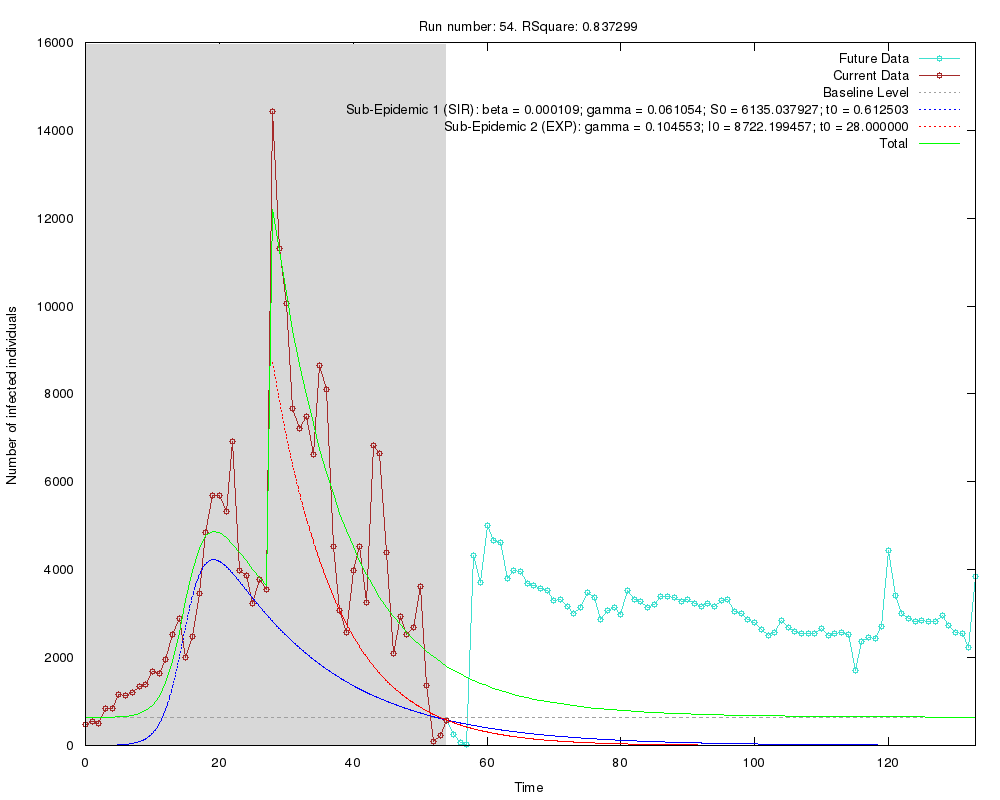 Run number: 54. RSquare: 0.837299
16000
14000
12000
10000
8000
6000
4000
2000
0
Number of infected individuals
Future Data
Current Data
Baseline Level
Sub-Epidemic 1 (SIR): beta = 0.000109; gamma = 0.061054; S0 = 6135.037927; t0 = 0.612503
Sub-Epidemic 2 (EXP): gamma = 0.104553; I0 = 8722.199457; t0 = 28.000000
Total
0 20 40 60 80 100 120
Time